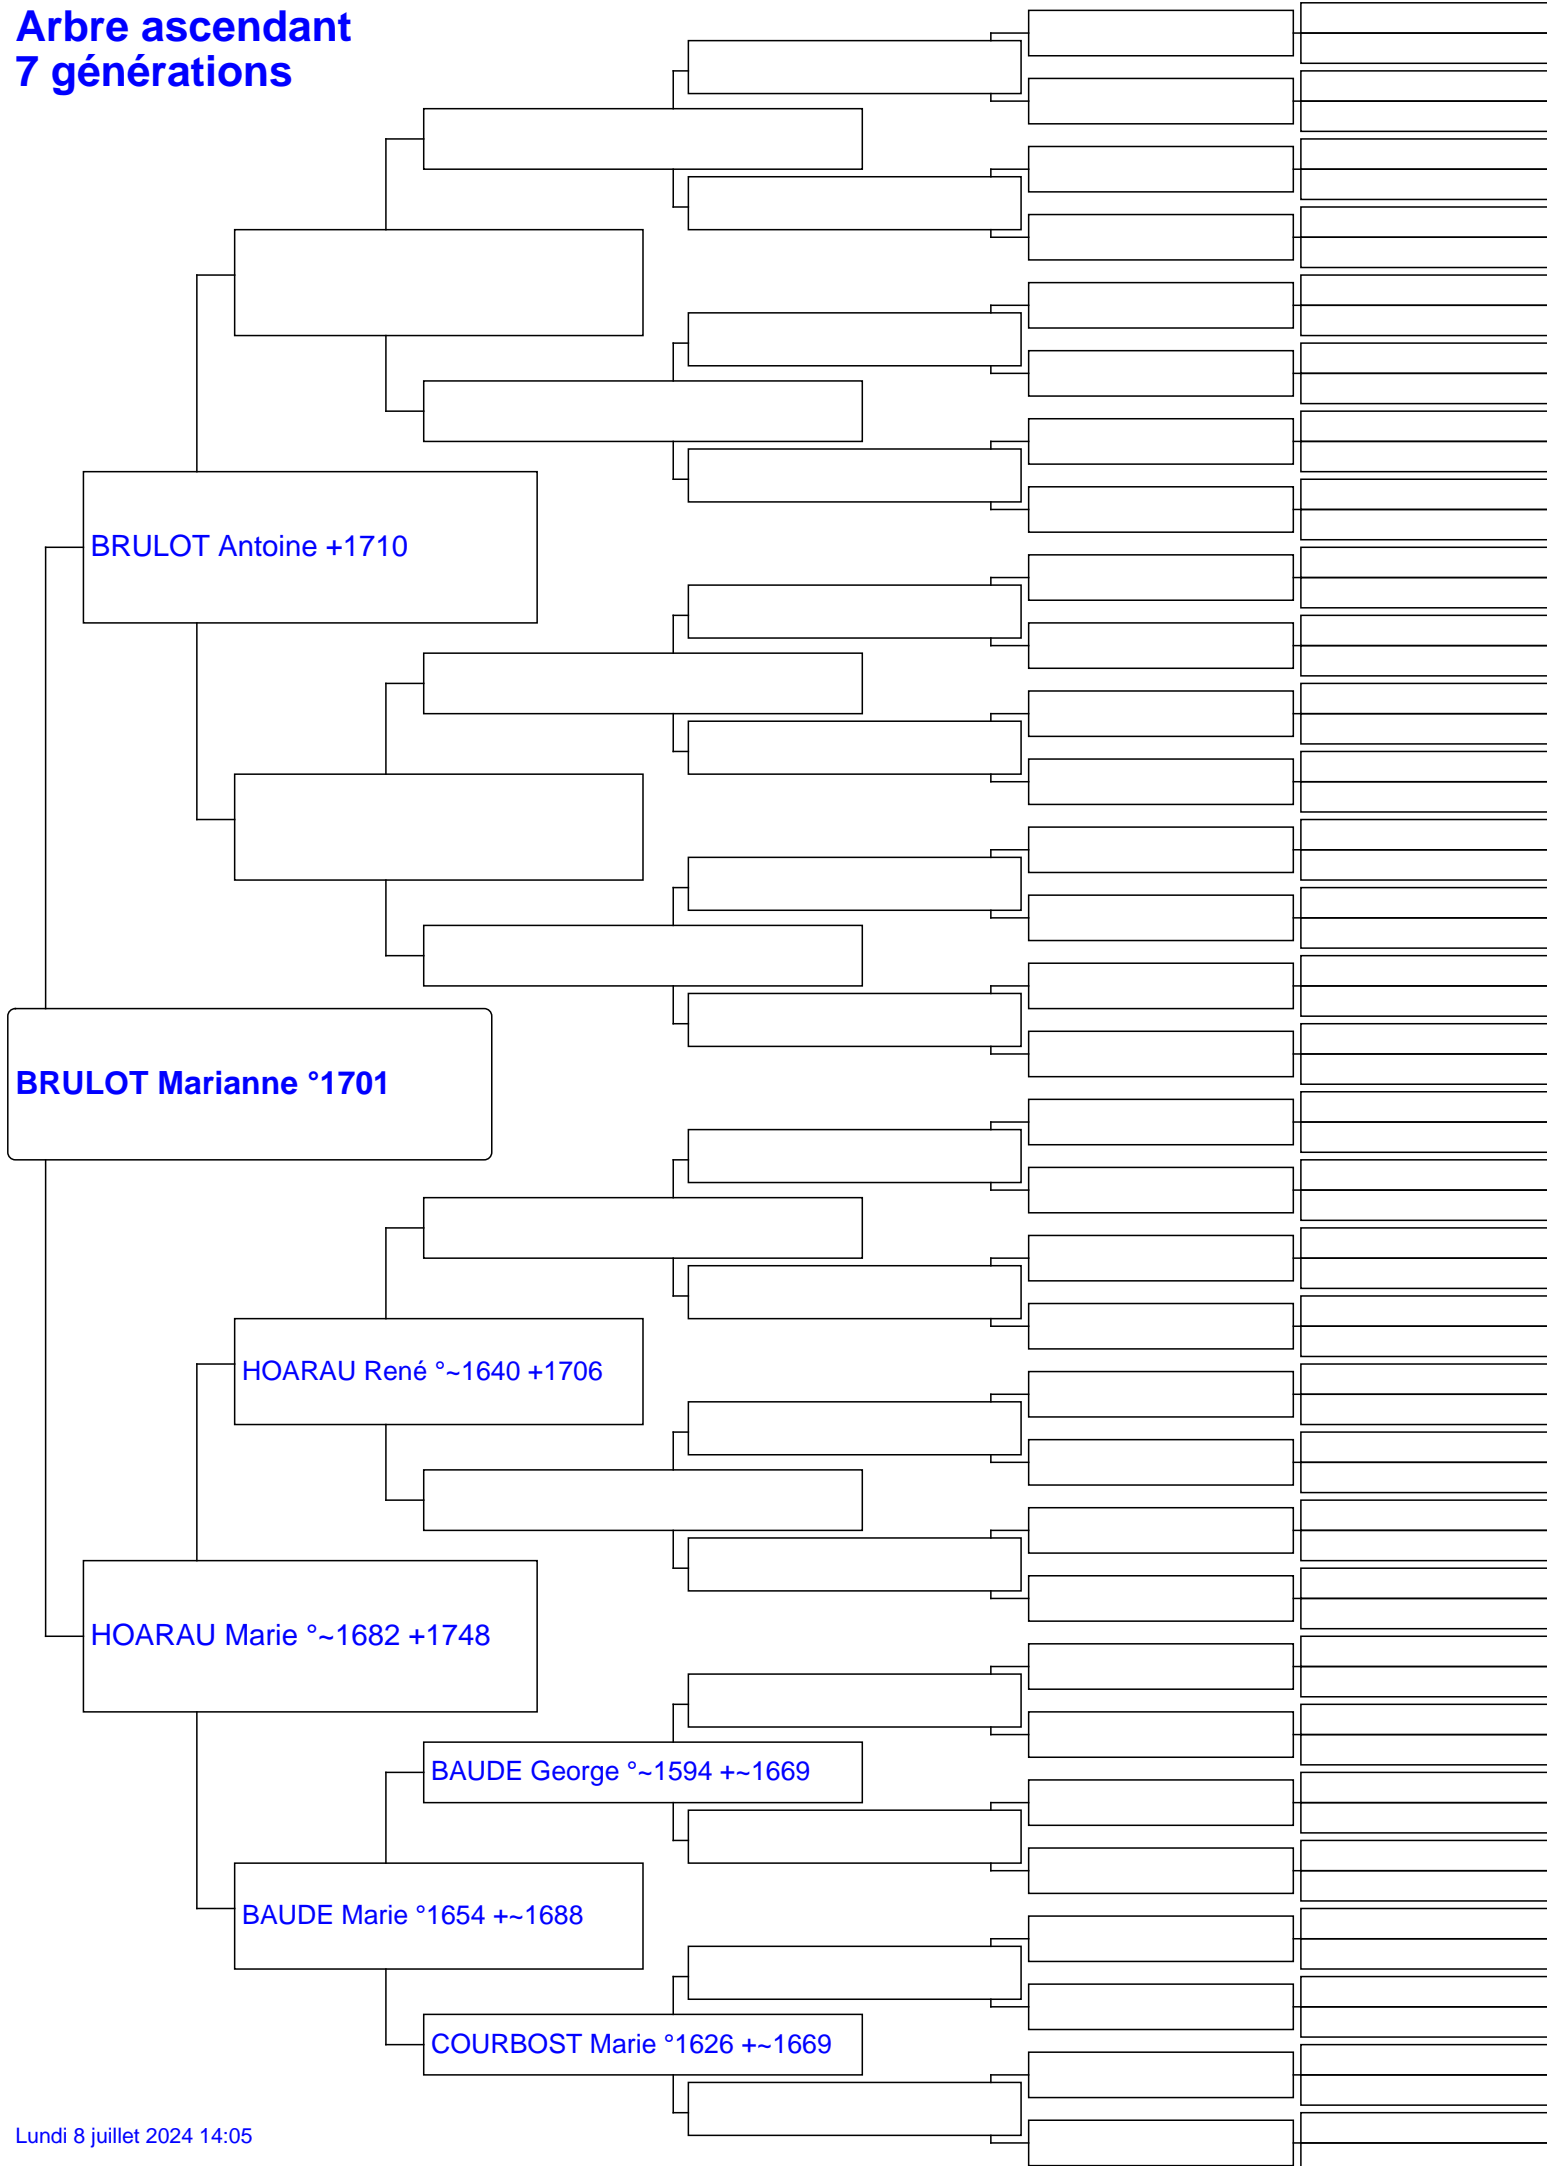 Arbre ascendant
7 générations
BRULOT Antoine +1710
BRULOT Marianne °1701
HOARAU René °~1640 +1706
HOARAU Marie °~1682 +1748
BAUDE George °~1594 +~1669
BAUDE Marie °1654 +~1688
COURBOST Marie °1626 +~1669
Lundi 8 juillet 2024 14:05